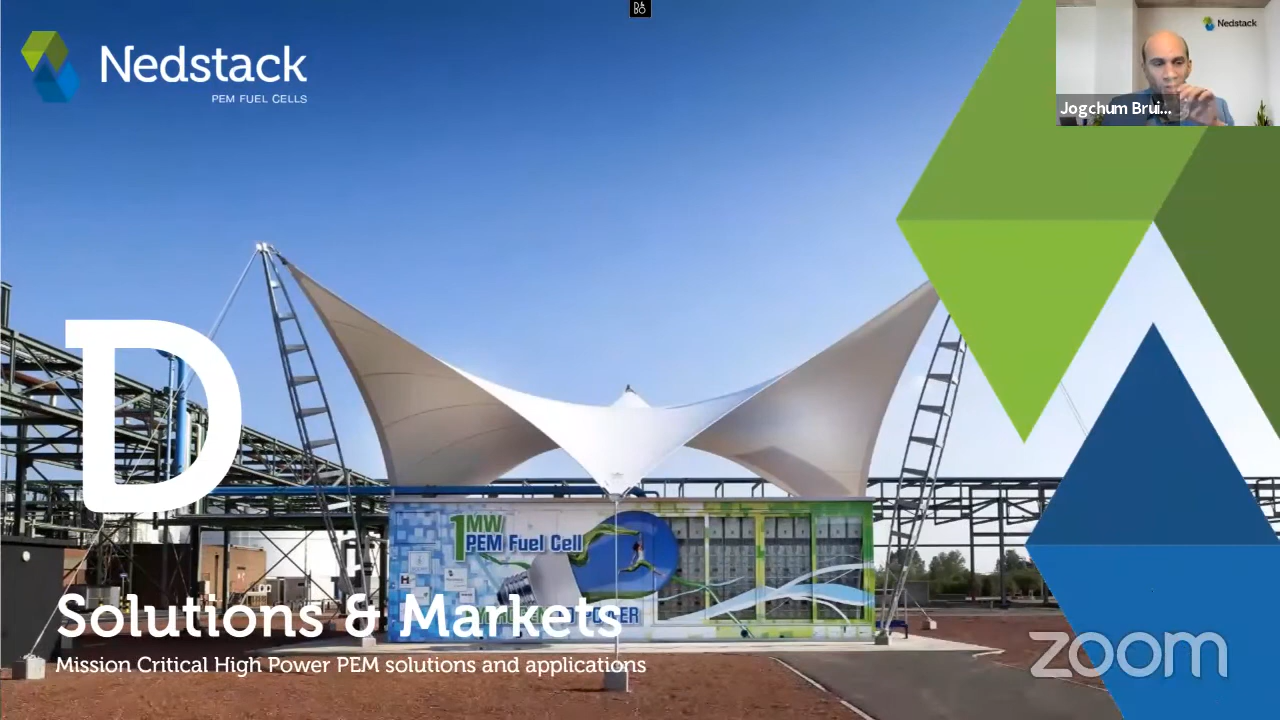 Nedstack
PEM FUEL CELLS
Nedstack
Jogchum Brui...
D
1MW
PEM Fuel Cell
H
POWER
Solutions & Markets
Mission Critical High Power PEM solutions and applications
zoom